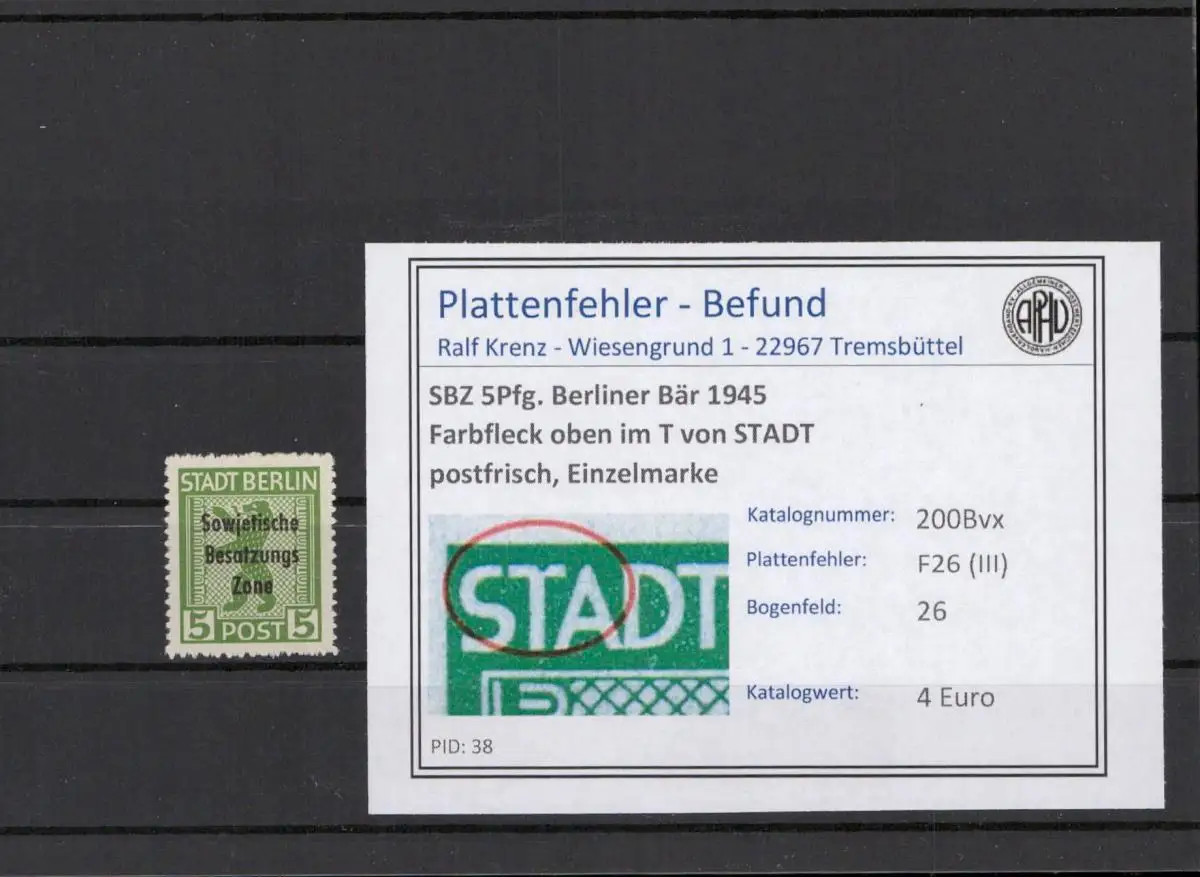 STADT BERLIN
Sowjetische
Besatzungs
Zone
5 POST 5
Plattenfehler - Befund
Ralf Krenz - Wiesengrund 1 - 22967 Tremsbüttel
APHV
SBZ 5Pfg. Berliner Bär 1945
Farbfleck oben im T von STADT
postfrisch, Einzelmarke
STADT
Katalognummer: 200Bvx
Plattenfehler: F26 (III)
Bogenfeld: 26
Katalogwert: 4 Euro
PID: 38